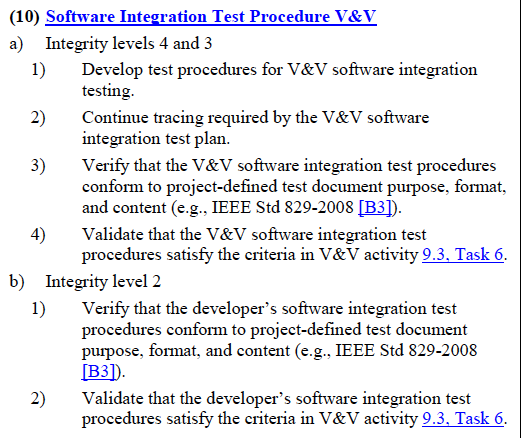 (10) Software Integration Test Procedure V&V
a) Integrity levels 4 and 3
1) Develop test procedures for V&V software integration
testing.
2) Continue tracing required by the V&V software
integration test plan.
3) Verify that the V&V software integration test procedures
conform to project-defined test document purpose, format,
and content (e.g., IEEE Std 829-2008 [B3]).
4) Validate that the V&V software integration test
procedures satisfy the criteria in V&V activity 9.3, Task 6.
b) Integrity level 2
1) Verify that the developer’s software integration test
procedures conform to project-defined test document
purpose, format, and content (e.g., IEEE Std 829-2008
[B3]).
2) Validate that the developer’s software integration test
procedures satisfy the criteria in V&V activity 9.3, Task 6.